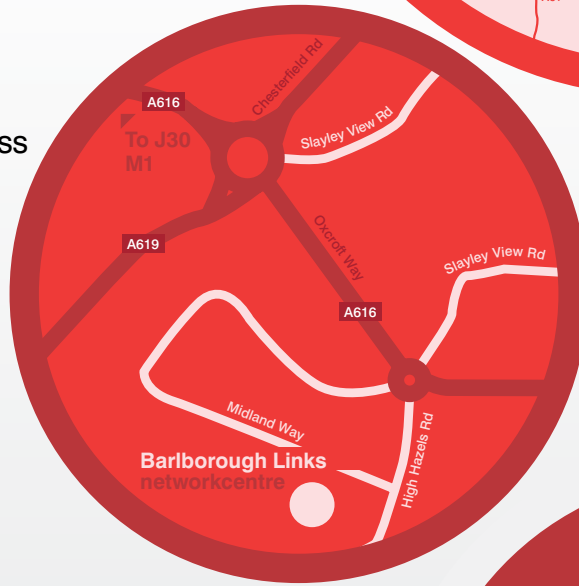 ss
A616
Chesterfield Rd
To J30
M1
Slayley View Rd
A619
Oxcroft Way
Slayley View Rd
A616
Midland Way
High Hazels Rd
Barlborough Links
networkcentre